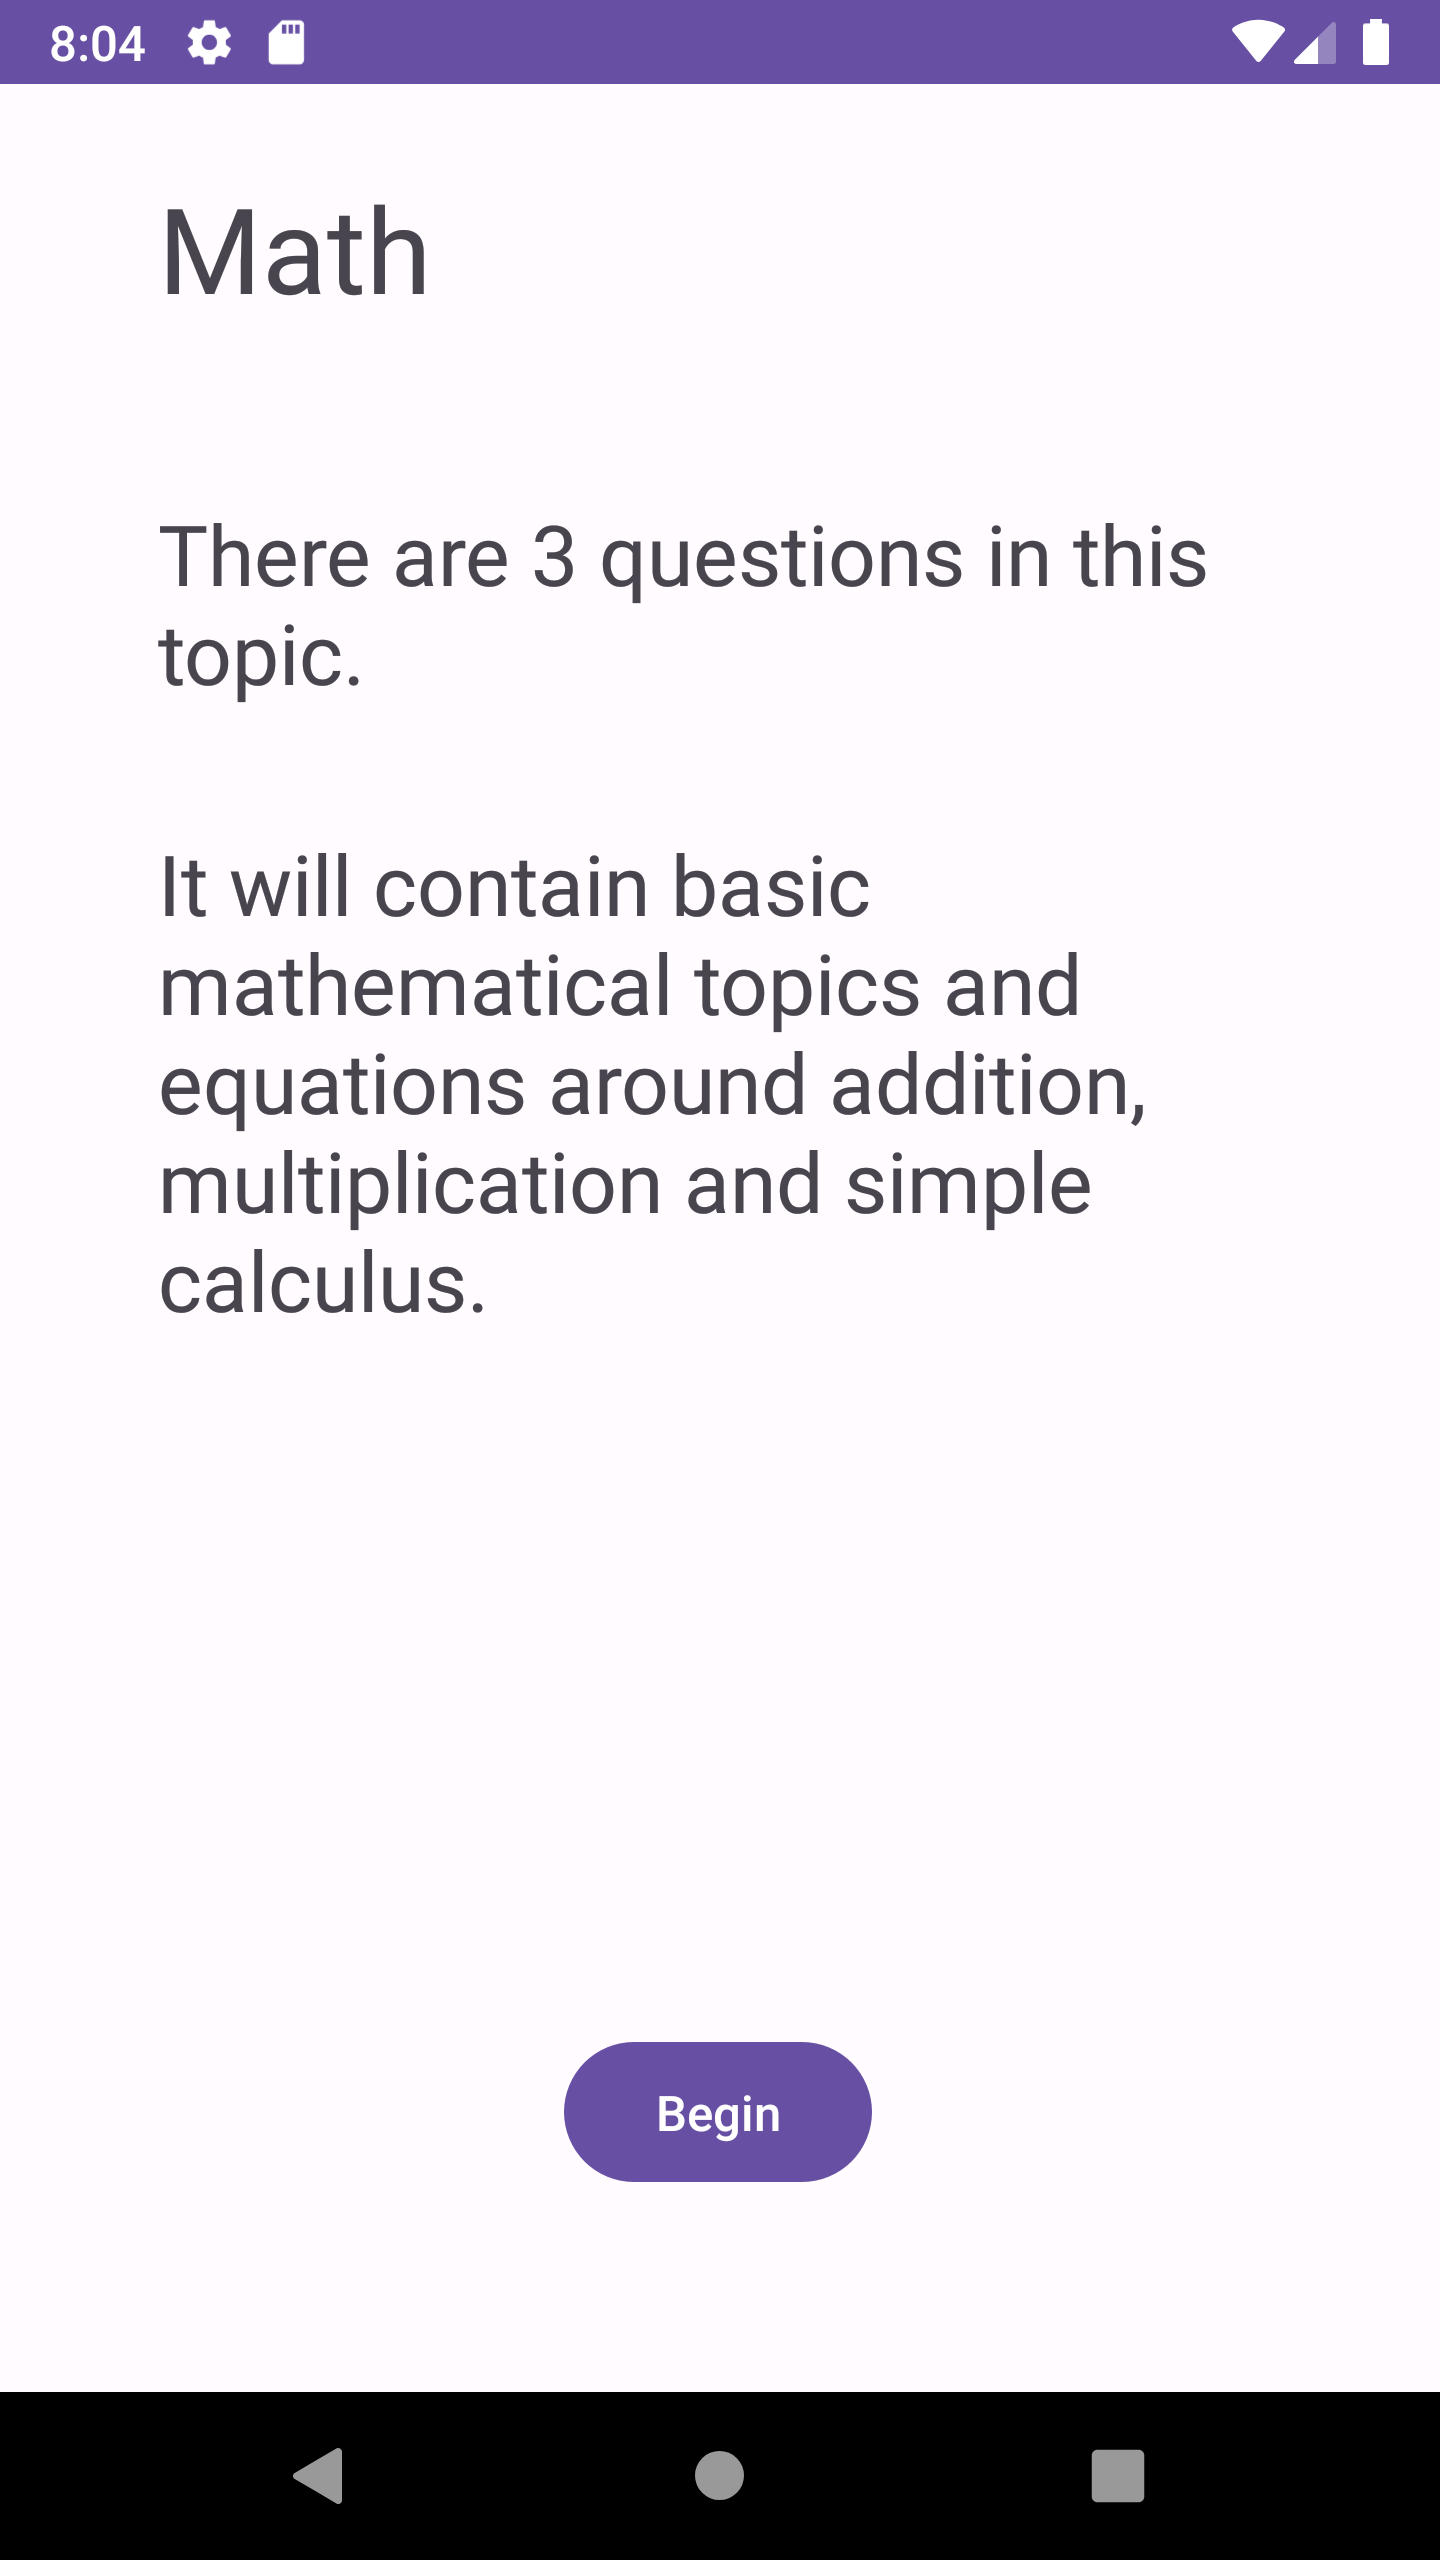 8:04
Math
There are 3 questions in this
topic.
It will contain basic
mathematical topics and
equations around addition,
multiplication and simple
calculus.
Begin